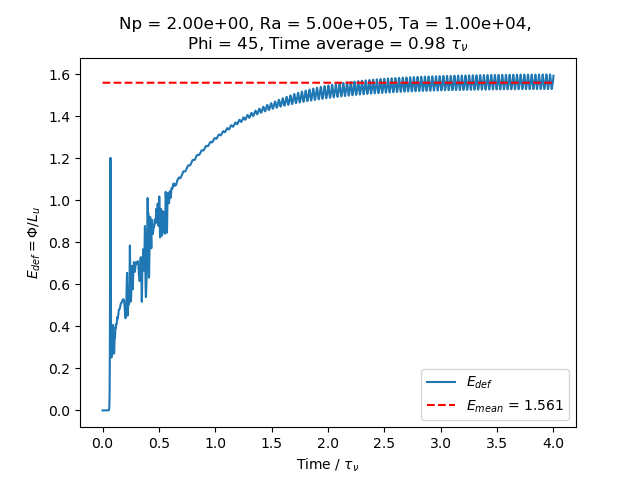 Np = 2.00e+00, Ra = 5.00e+05, Ta = 1.00e+04,
Phi = 45, Time average = 0.98 τ_ν
1.6
1.4
1.2
1.0
0.8
0.6
0.4
0.2
0.0
E_def = Φ/L_u
E_def
E_mean = 1.561
0.0 0.5 1.0 1.5 2.0 2.5 3.0 3.5 4.0
Time / τ_ν